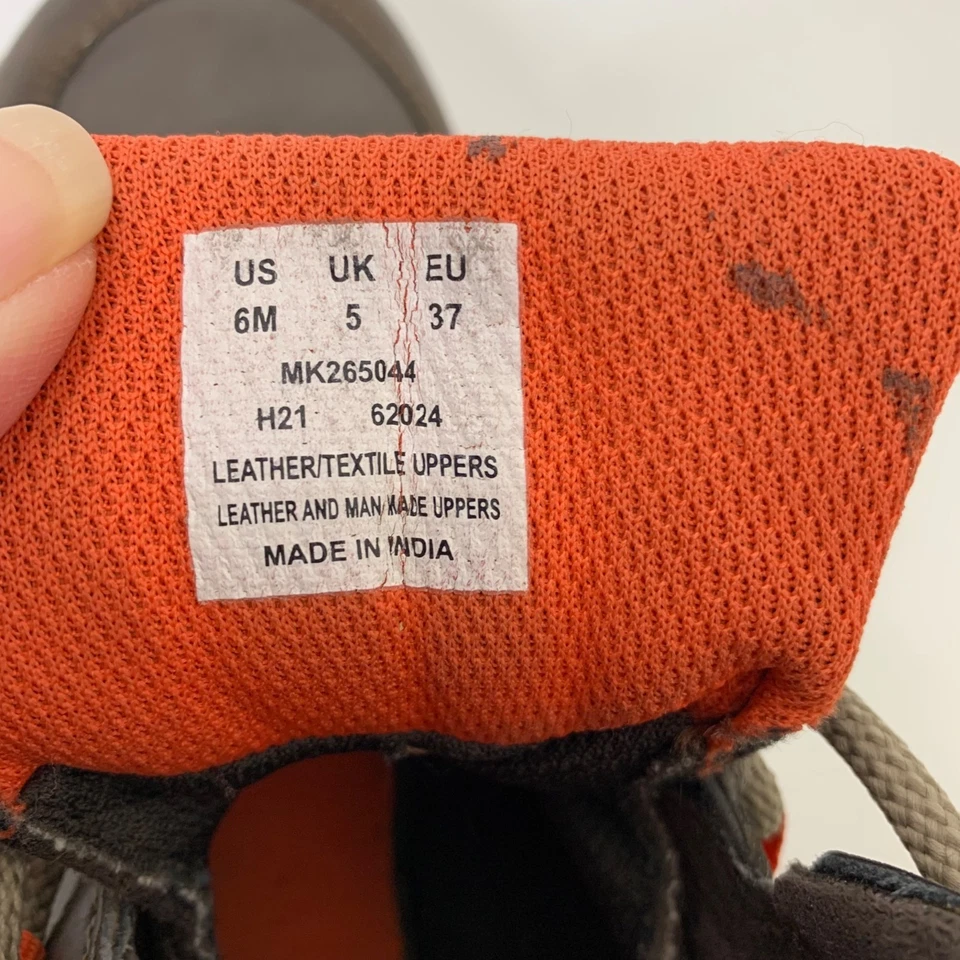 US UK EU
6M 5 37
MK265044
H21 62024
LEATHER/TEXTILE UPPERS
LEATHER AND MAN MADE UPPERS
MADE IN INDIA